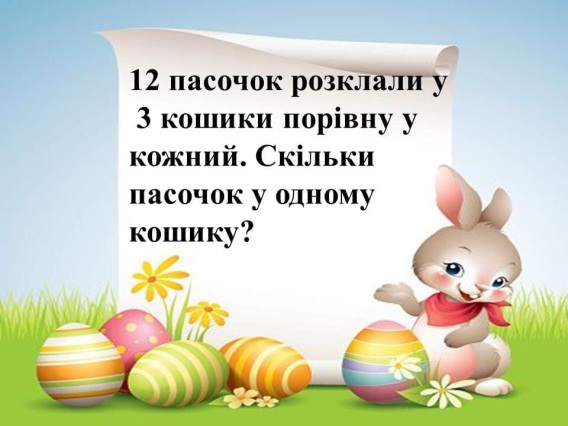 12 пасочок розклали у
3 кошики порівну у
кожний. Скільки
пасочок у одному
кошику?